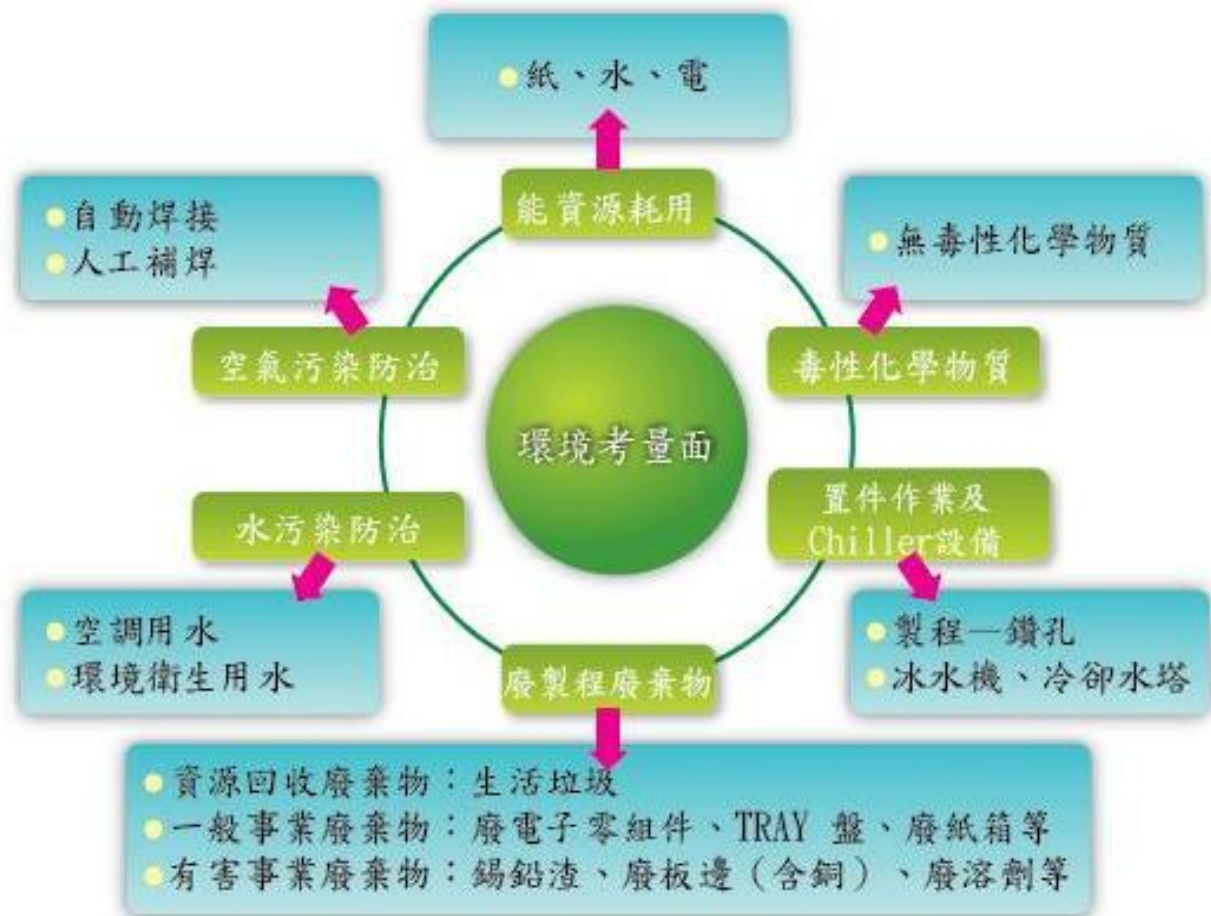 紙、水、電
能資源耗用
自動焊接
人工補焊
無毒性化學物質
空氣污染防治
毒性化學物質
環境考量面
水污染防治
置件作業及
Chiller設備
空調用水
環境衛生用水
製程—鑽孔
冰水機、冷卻水塔
廢製程廢棄物
資源回收廢棄物：生活垃圾
一般事業廢棄物：廢電子零組件、TRAY 盤、廢紙箱等
有害事業廢棄物：錫鉛渣、廢板邊（含銅）、廢溶劑等